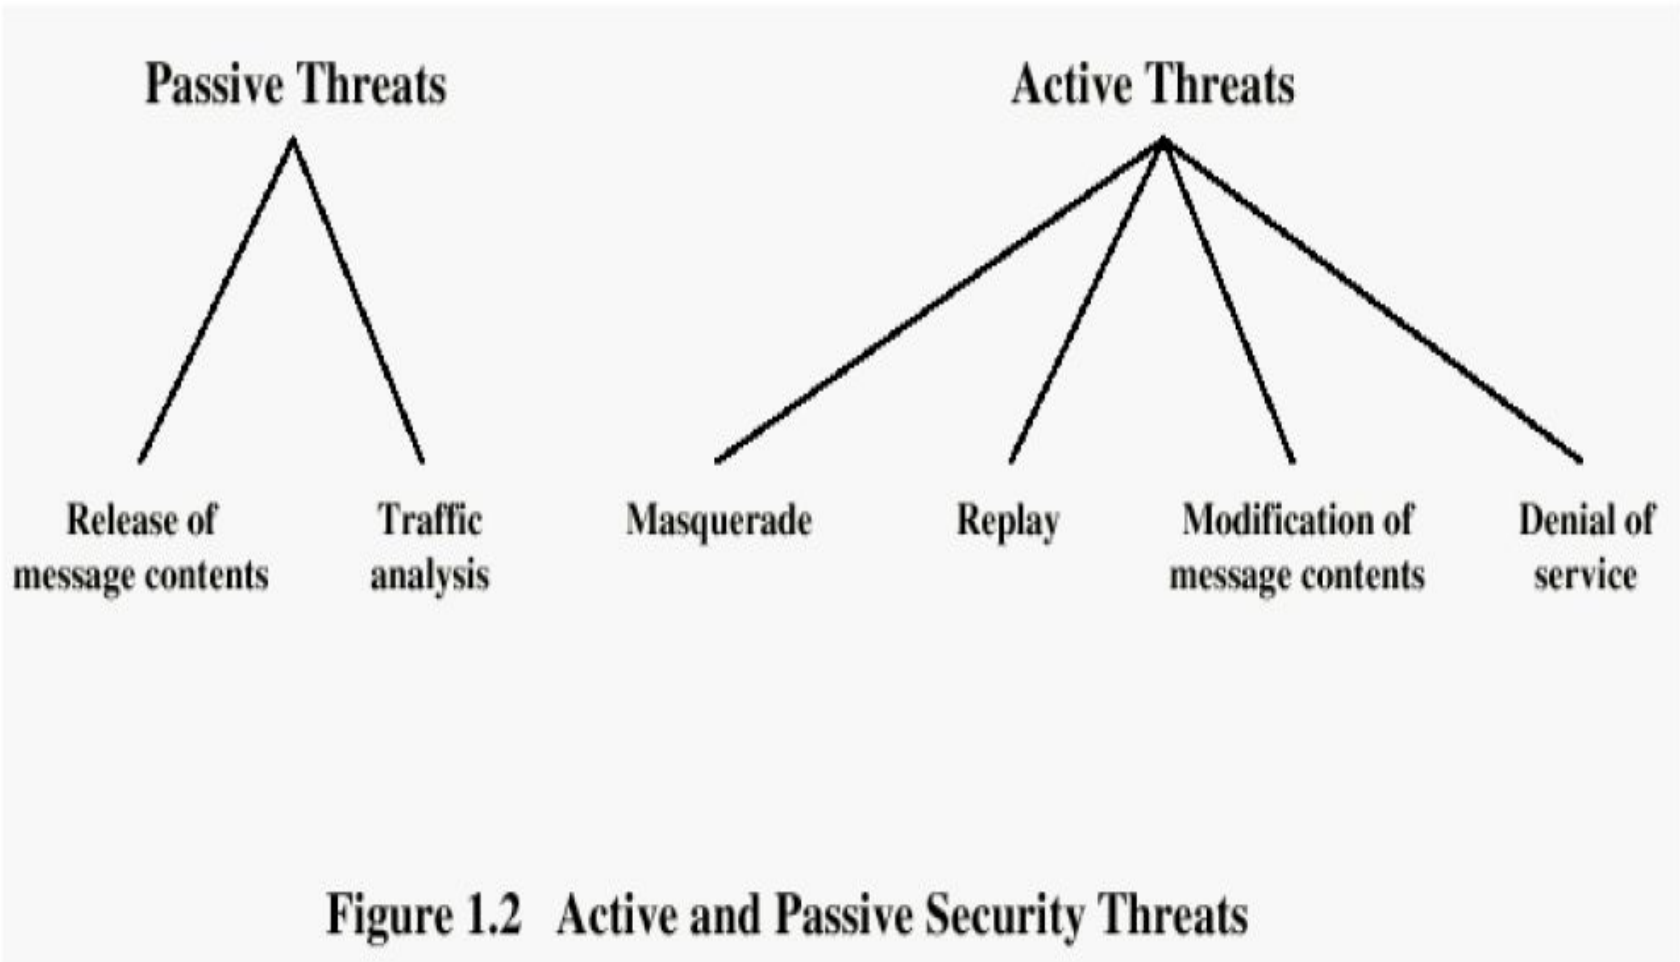 Passive Threats
Active Threats
Release of
message contents
Traffic
analysis
Masquerade
Replay
Modification of
message contents
Denial of
service
Figure 1.2 Active and Passive Security Threats